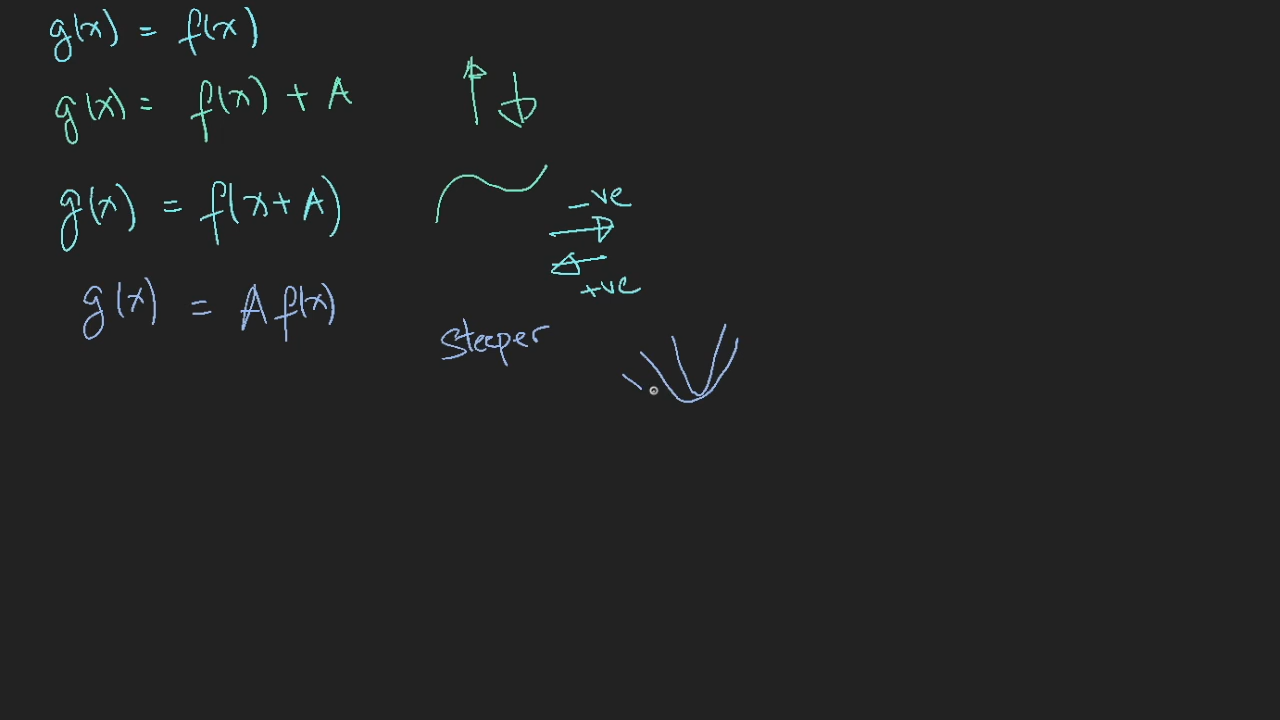 g(x) = f(x)
g(x) = f(x) + A
g(x) = f(x+A)
-ve
+ve
g(x) = A f(x)
Steeper